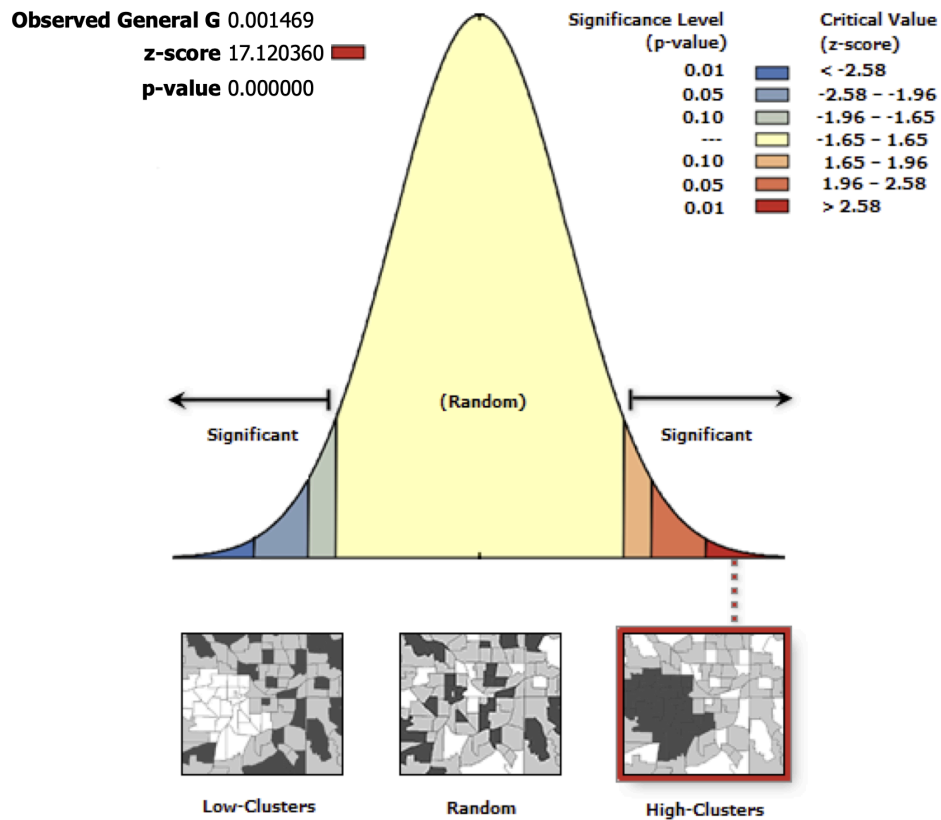 Observed General G 0.001469
z-score 17.120360
p-value 0.000000
Significance Level
(p-value)
Critical Value
(z-score)
0.01 < -2.58
0.05 -2.58 – -1.96
0.10 -1.96 – -1.65
--- -1.65 – 1.65
0.10 1.65 – 1.96
0.05 1.96 – 2.58
0.01 > 2.58
(Random)
Significant
Significant
Low-Clusters
Random
High-Clusters